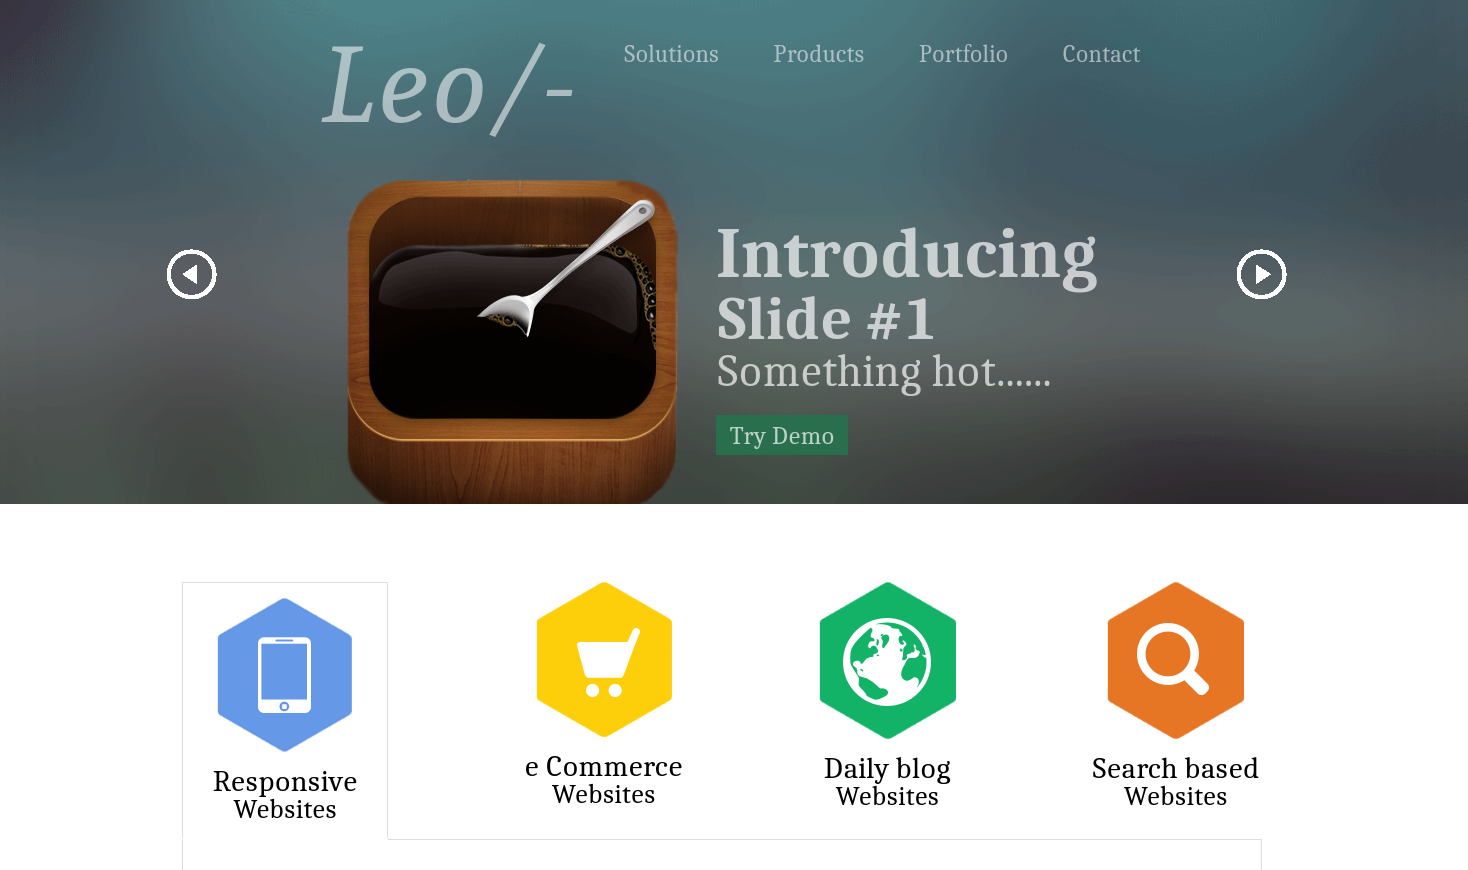 Leo/-
Solutions
Products
Portfolio
Contact
Introducing
Slide #1
Something hot......
Try Demo
Responsive
Websites
e Commerce
Websites
Daily blog
Websites
Search based
Websites